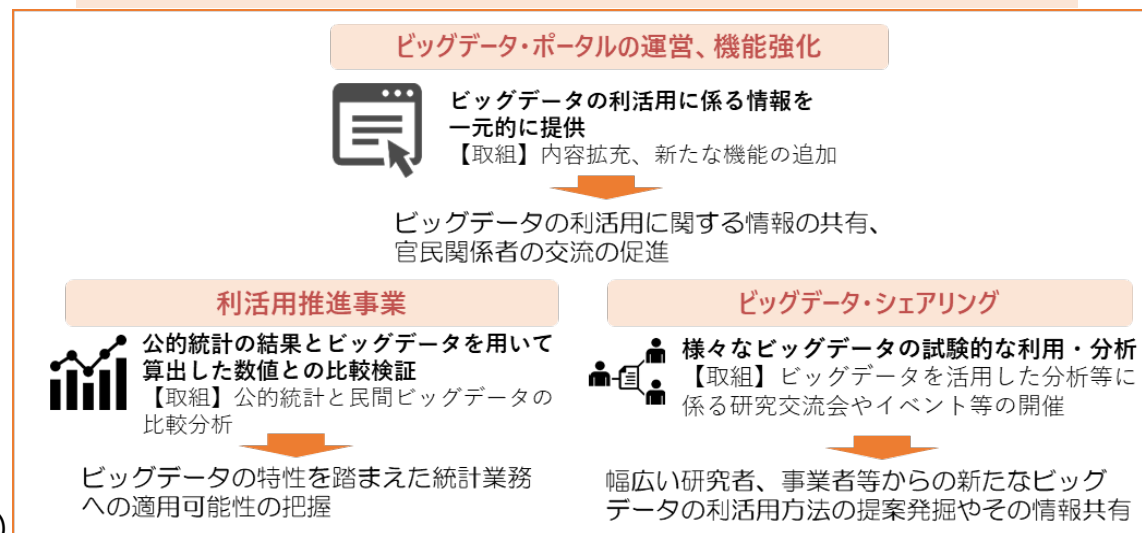 ビッグデータ・ポータルの運営、機能強化
ビッグデータの利活用に係る情報を
一元的に提供
【取組】内容拡充、新たな機能の追加
ビッグデータの利活用に関する情報の共有、
官民関係者の交流の促進
利活用推進事業
公的統計の結果とビッグデータを用いて
算出した数値との比較検証
【取組】公的統計と民間ビッグデータの
比較分析
ビッグデータの特性を踏まえた統計業務
への適用可能性の把握
ビッグデータ・シェアリング
様々なビッグデータの試験的な利用・分析
【取組】ビッグデータを活用した分析等に
係る研究交流会やイベント等の開催
幅広い研究者、事業者等からの新たなビッグ
データの利活用方法の提案発掘やその情報共有
)